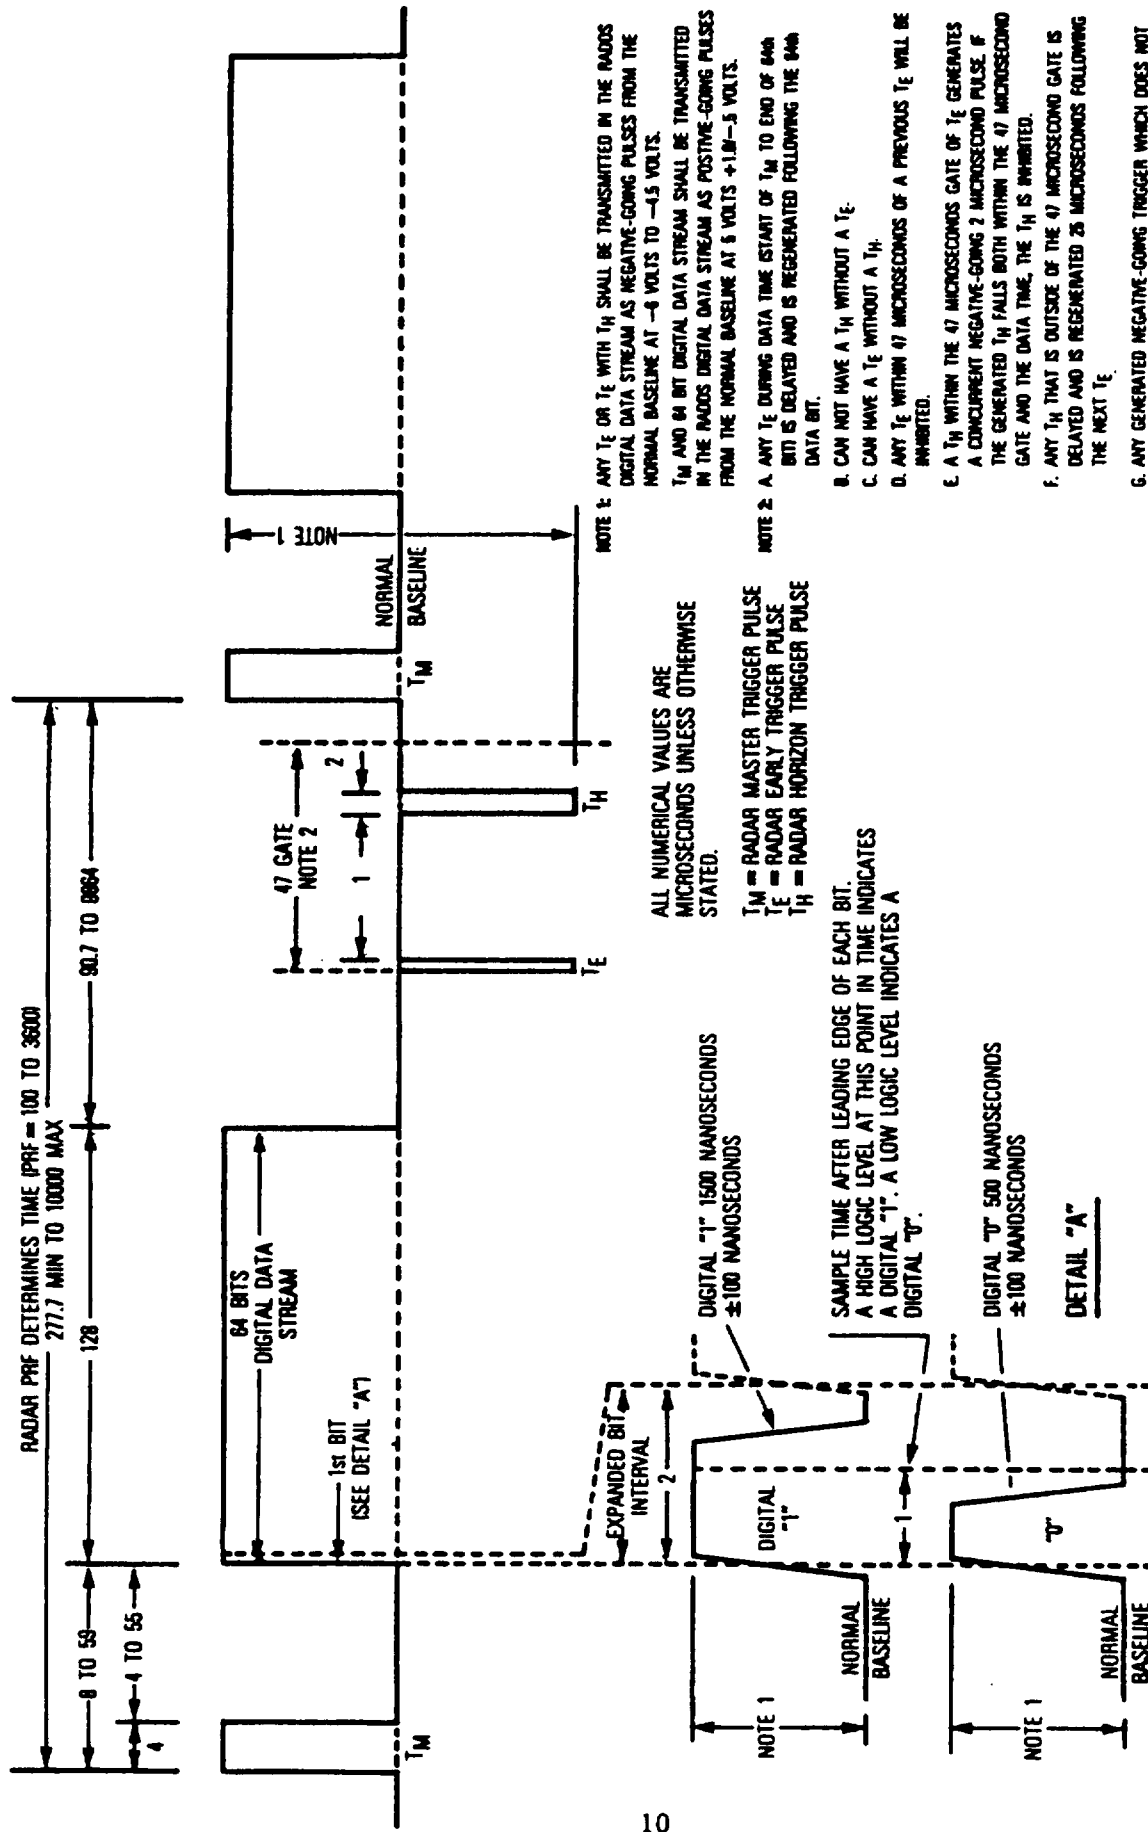 RADAR PRF DETERMINES TIME (PRF = 100 TO 3600)
277.7 MIN TO 10000 MAX
8 TO 59
128
90.7 TO 9864
4
4 TO 55
47 GATE
NOTE 2
1
2
64 BITS
DIGITAL DATA
STREAM
1st BIT
(SEE DETAIL "A")
TM
TE
TH
TM
NORMAL
BASELINE
NOTE 1
EXPANDED BIT
INTERVAL
2
DIGITAL
"1"
1
"0"
NOTE 1
NORMAL
BASELINE
NOTE 1
NORMAL
BASELINE
DIGITAL "1" 1500 NANOSECONDS
±100 NANOSECONDS
SAMPLE TIME AFTER LEADING EDGE OF EACH BIT.
A HIGH LOGIC LEVEL AT THIS POINT IN TIME INDICATES
A DIGITAL "1". A LOW LOGIC LEVEL INDICATES A
DIGITAL "0".
DIGITAL "0" 500 NANOSECONDS
±100 NANOSECONDS
DETAIL "A"
ALL NUMERICAL VALUES ARE
MICROSECONDS UNLESS OTHERWISE
STATED.
TM = RADAR MASTER TRIGGER PULSE
TE = RADAR EARLY TRIGGER PULSE
TH = RADAR HORIZON TRIGGER PULSE
NOTE 1: ANY TE OR TE WITH TH SHALL BE TRANSMITTED IN THE RADDS
DIGITAL DATA STREAM AS NEGATIVE-GOING PULSES FROM THE
NORMAL BASELINE AT -6 VOLTS TO -4.5 VOLTS.
TM AND 64 BIT DIGITAL DATA STREAM SHALL BE TRANSMITTED
IN THE RADDS DIGITAL DATA STREAM AS POSTIVE-GOING PULSES
FROM THE NORMAL BASELINE AT 5 VOLTS +1.0/-.5 VOLTS.
NOTE 2: A. ANY TE DURING DATA TIME (START OF TM TO END OF 64th
BIT) IS DELAYED AND IS REGENERATED FOLLOWING THE 64th
DATA BIT.
B. CAN NOT HAVE A TH WITHOUT A TE.
C. CAN HAVE A TE WITHOUT A TH.
D. ANY TE WITHIN 47 MICROSECONDS OF A PREVIOUS TE WILL BE
INHIBITED.
E. A TH WITHIN THE 47 MICROSECONDS GATE OF TE GENERATES
A CONCURRENT NEGATIVE-GOING 2 MICROSECOND PULSE. IF
THE GENERATED TH FALLS BOTH WITHIN THE 47 MICROSECOND
GATE AND THE DATA TIME, THE TH IS INHIBITED.
F. ANY TH THAT IS OUTSIDE OF THE 47 MICROSECOND GATE IS
DELAYED AND IS REGENERATED 25 MICROSECONDS FOLLOWING
THE NEXT TE.
G. ANY GENERATED NEGATIVE-GOING TRIGGER WHICH DOES NOT
10